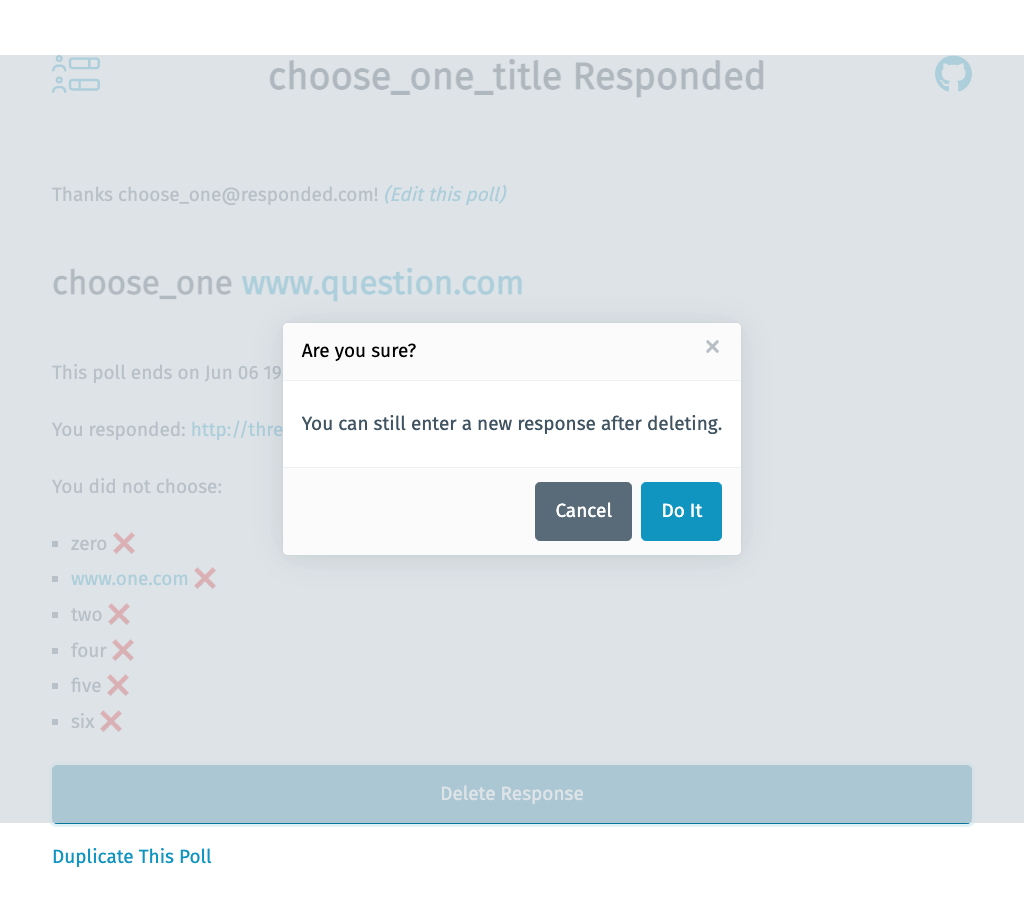 choose_one_title Responded
Thanks choose_one@responded.com! (Edit this poll)
choose_one www.question.com
Are you sure? ×
This poll ends on Jun 06 19
You can still enter a new response after deleting.
You responded: http://thre
You did not choose:
Cancel Do It
zero ❌
www.one.com ❌
two ❌
four ❌
five ❌
six ❌
Delete Response
Duplicate This Poll